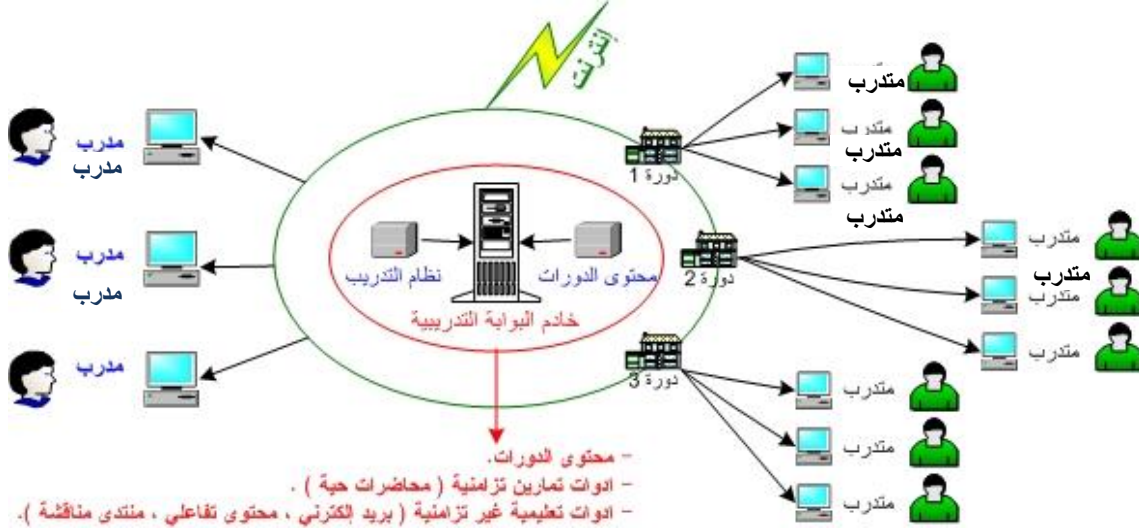 إنترنت
متدرب
متدرب
متدرب
متدرب
متدرب
مدرب
مدرب
دورة 1
متدرب
متدرب
مدرب
مدرب
نظام التدريب
محتوى الدورات
خادم البوابة التدريبية
دورة 2
متدرب
متدرب
متدرب
مدرب
دورة 3
متدرب
متدرب
متدرب
- محتوى الدورات.
- ادوات تمارين تزامنية ( محاضرات حية ) .
- ادوات تعليمية غير تزامنية ( بريد إلكترني ، محتوى تفاعلي ، منتدى مناقشة ).